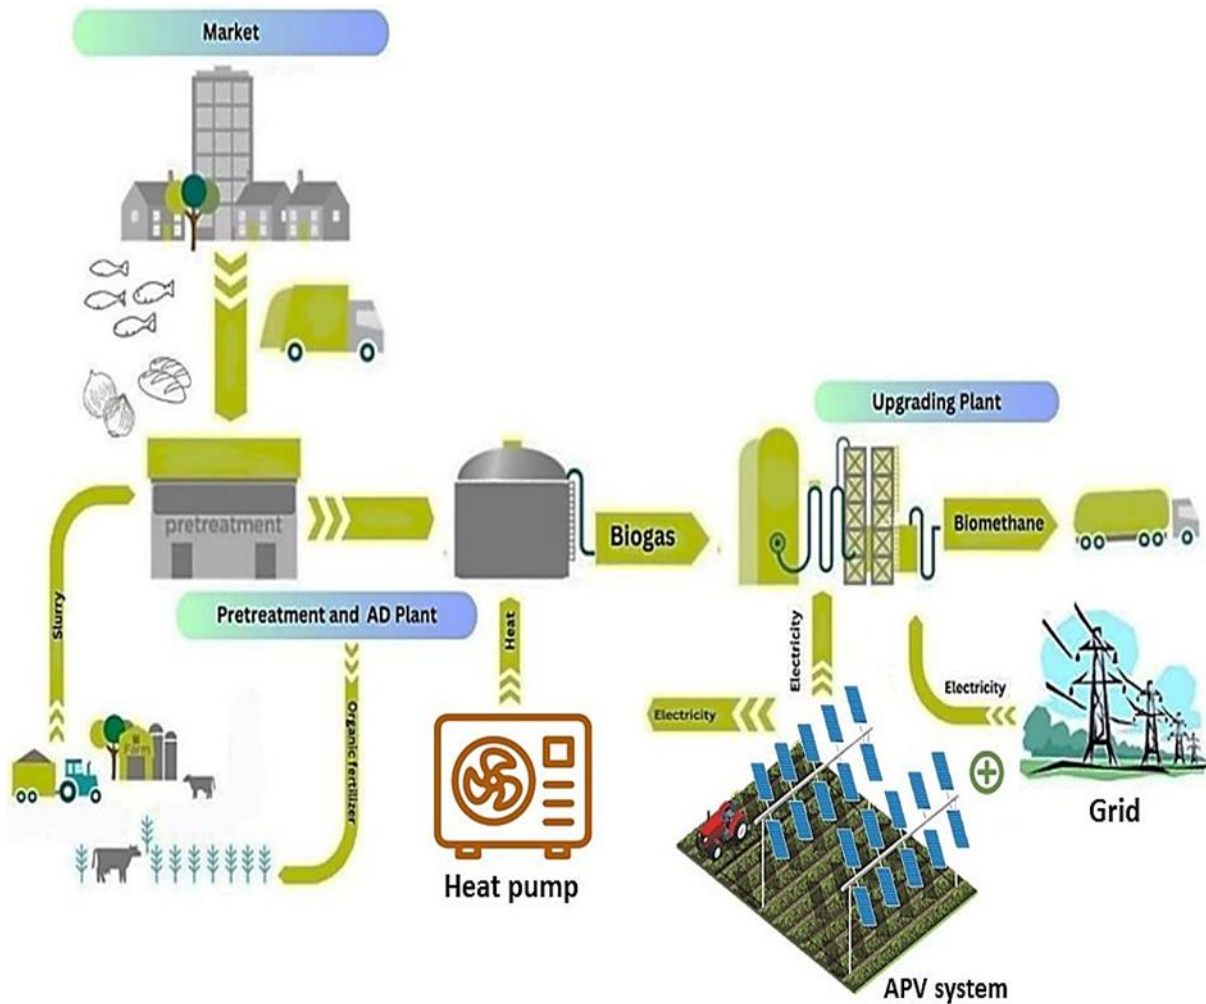 Market
Upgrading Plant
pretreatment
Biogas
Biomethane
Pretreatment and AD Plant
Slurry
Heat
Electricity
Electricity
Electricity
Organic fertilizer
Farm
Heat pump
Grid
APV system